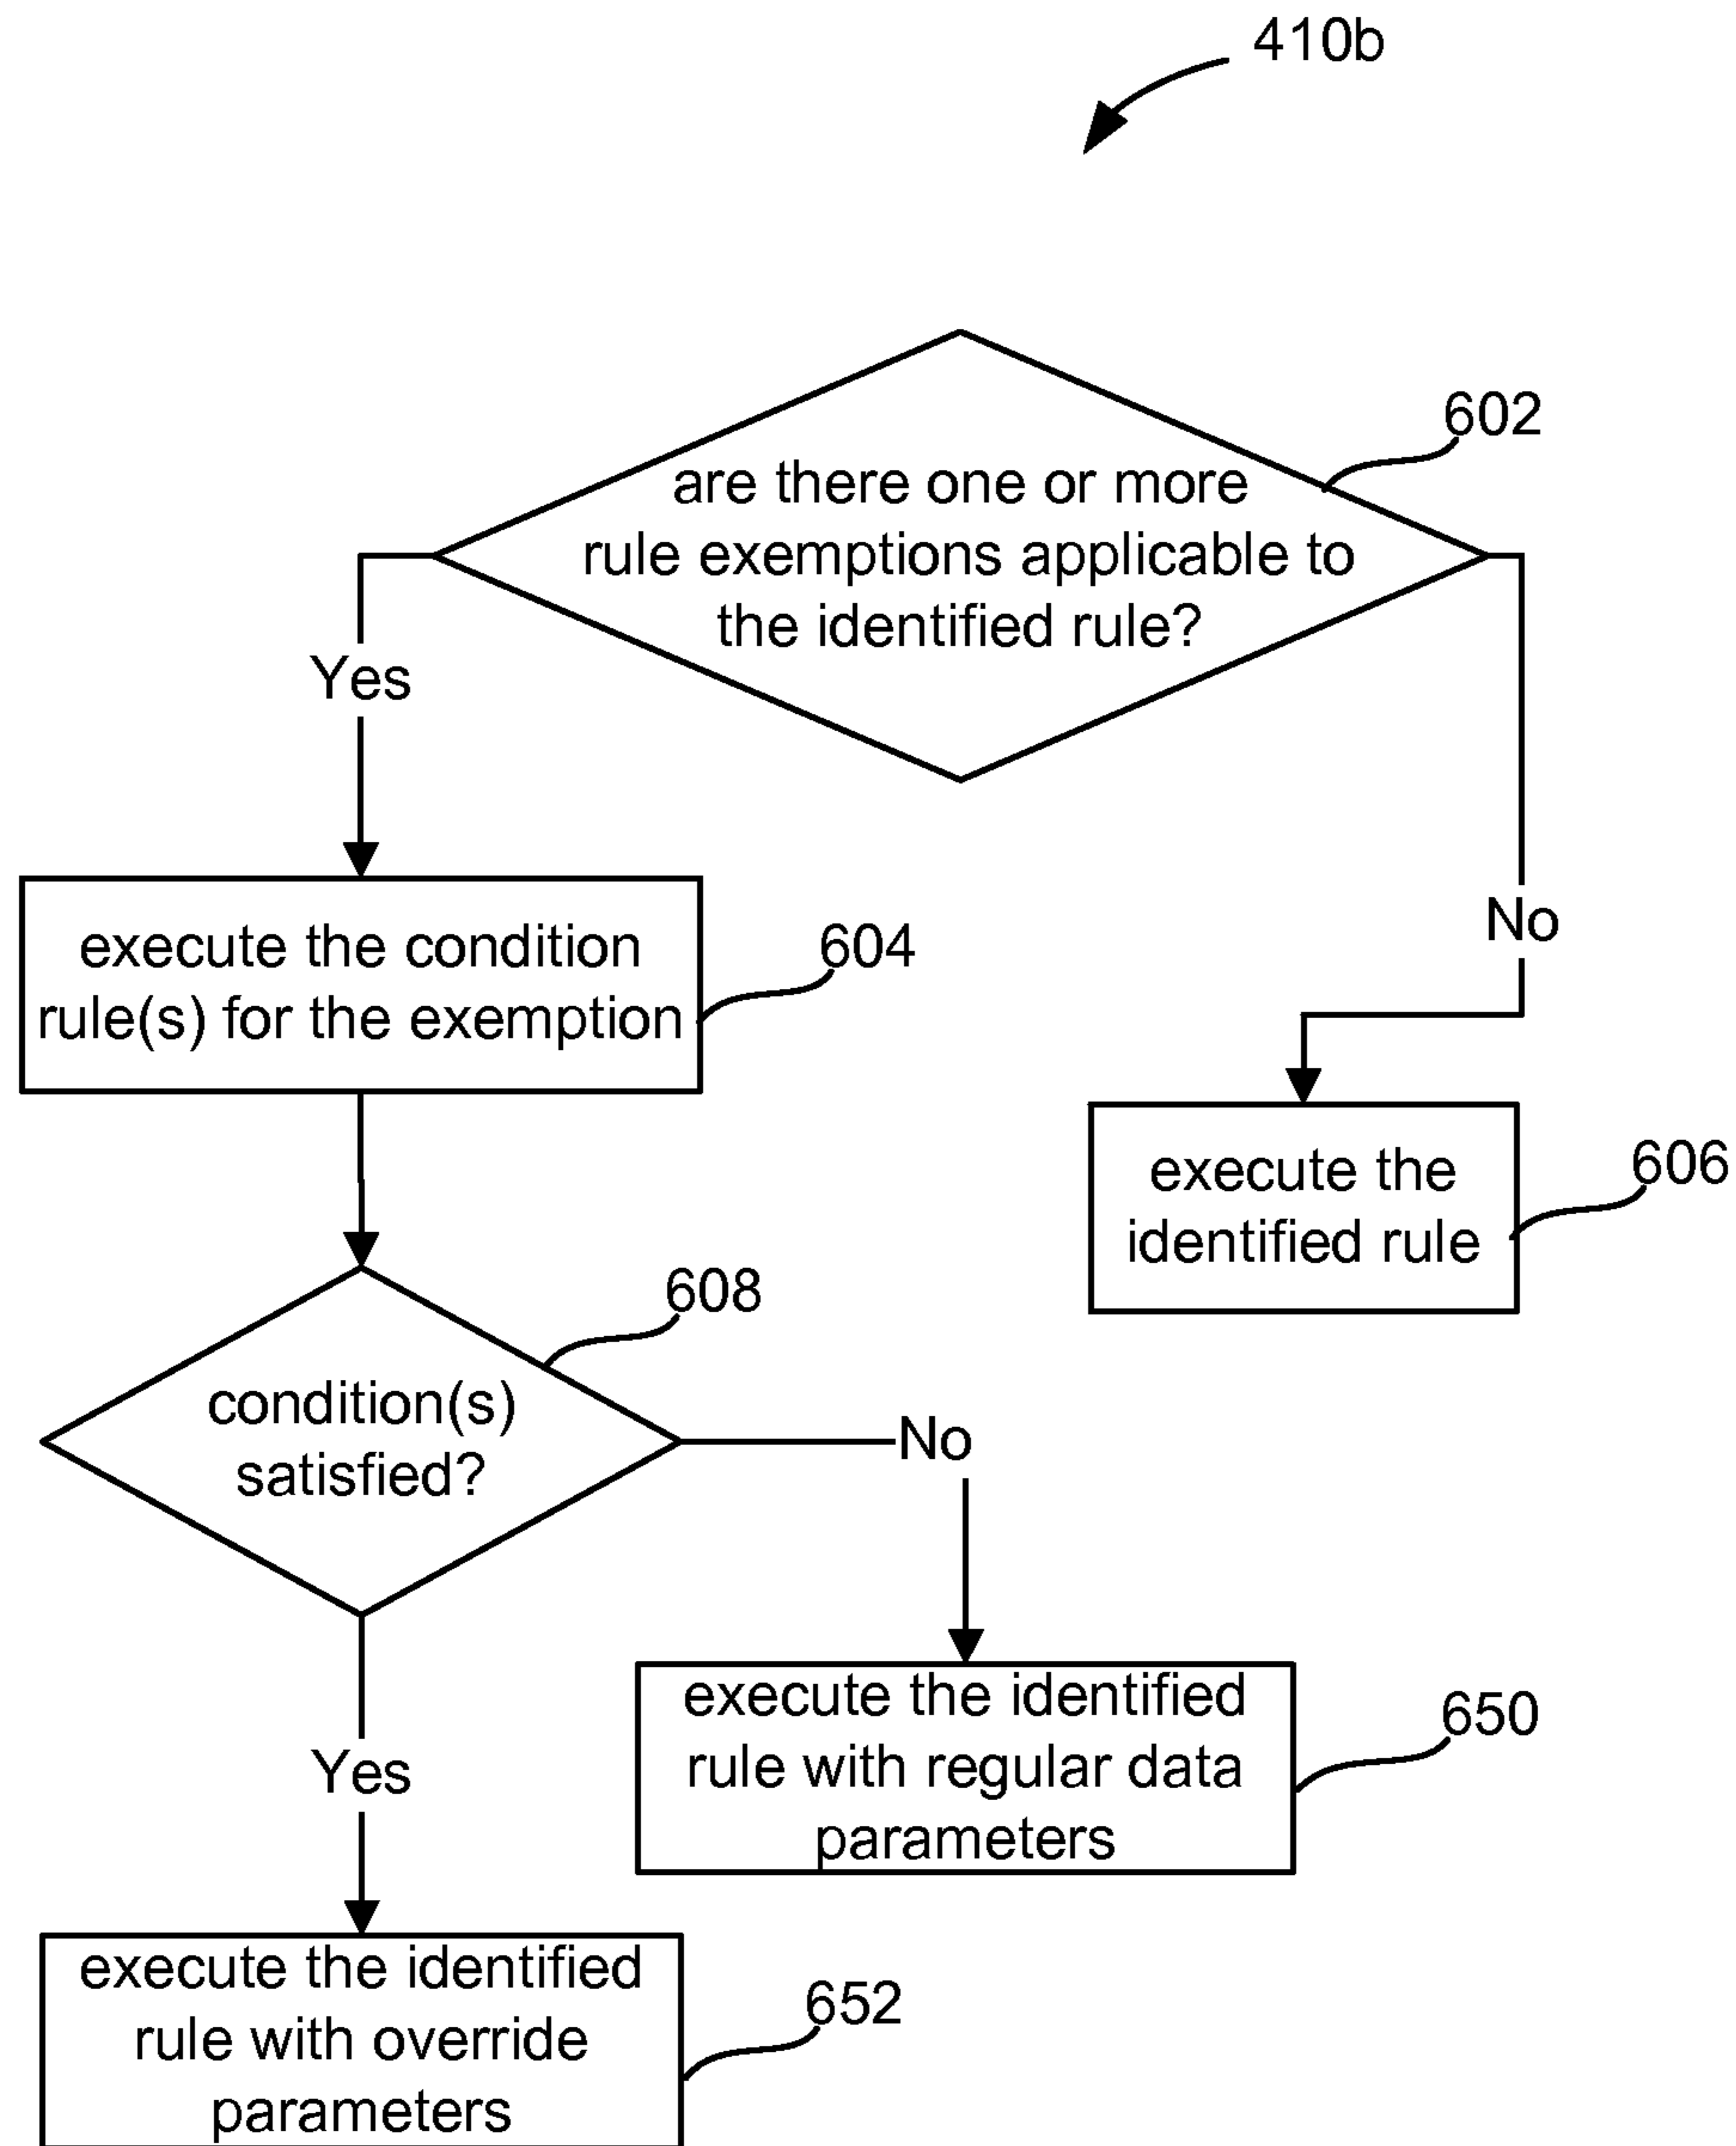 410b
602
are there one or more
rule exemptions applicable to
the identified rule?
Yes
No
execute the condition
rule(s) for the exemption
604
execute the
identified rule
606
608
condition(s)
satisfied?
No
Yes
execute the identified
rule with regular data
parameters
650
execute the identified
rule with override
parameters
652